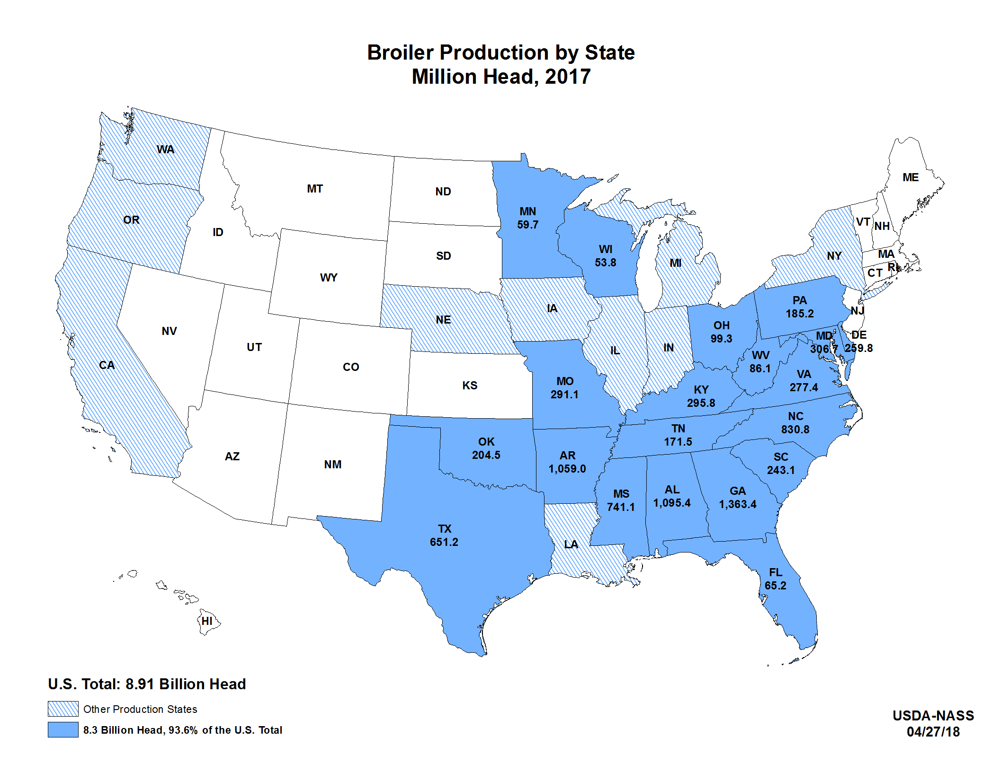 Broiler Production by State
Million Head, 2017
WA
MT
ND
ME
MN
59.7
OR
VT
NH
ID
WI
53.8
SD
NY
MA
MI
RI
CT
WY
PA
185.2
IA
NJ
NE
OH
99.3
NV
MD
306.7
DE
259.8
UT
IL
IN
WV
86.1
CA
CO
VA
277.4
MO
291.1
KS
KY
295.8
NC
830.8
TN
171.5
OK
204.5
AR
1,059.0
AZ
SC
243.1
NM
MS
741.1
AL
1,095.4
GA
1,363.4
TX
651.2
LA
FL
65.2
HI
U.S. Total: 8.91 Billion Head
Other Production States
8.3 Billion Head, 93.6% of the U.S. Total
USDA-NASS
04/27/18